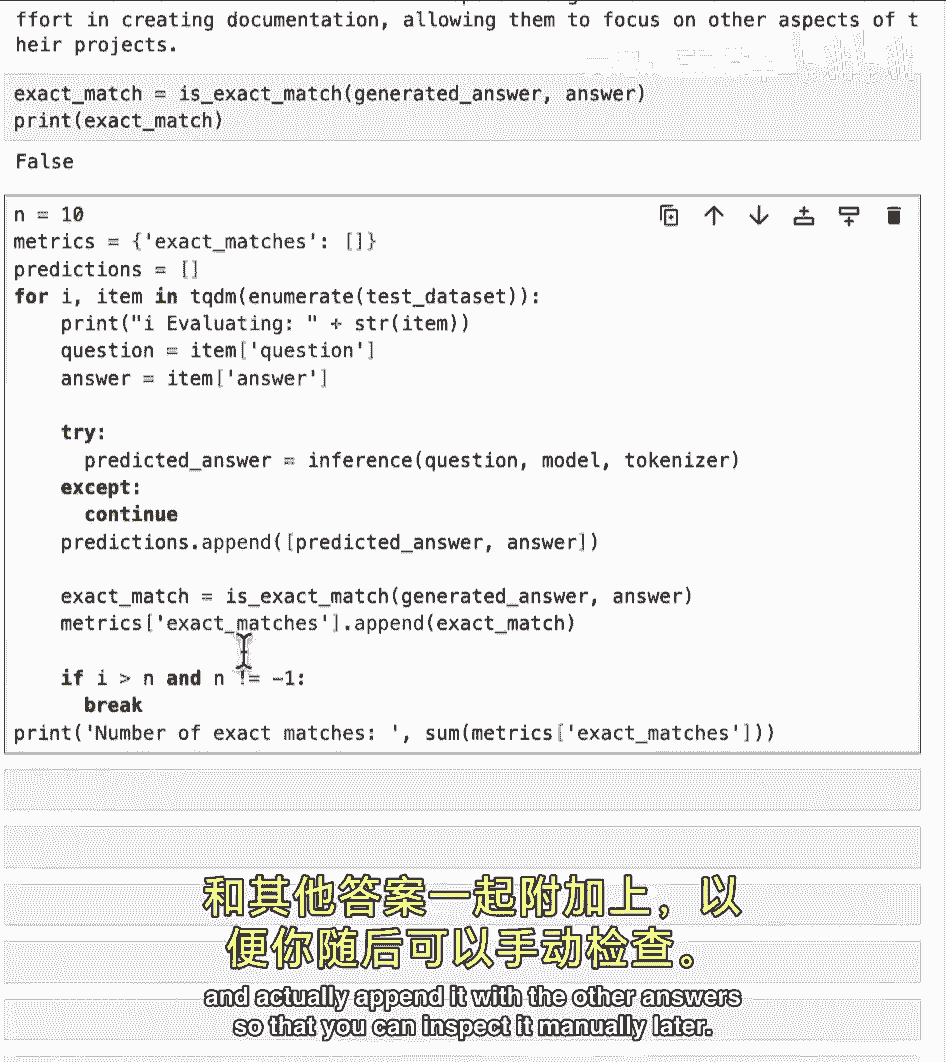 ffort in creating documentation, allowing them to focus on other aspects of t
heir projects.
exact_match = is_exact_match(generated_answer, answer)
print(exact_match)
False
n = 10
metrics = {'exact_matches': []}
predictions = []
for i, item in tqdm(enumerate(test_dataset)):
    print("i Evaluating: " + str(item))
    question = item['question']
    answer = item['answer']
    try:
      predicted_answer = inference(question, model, tokenizer)
    except:
      continue
    predictions.append([predicted_answer, answer])
    exact_match = is_exact_match(generated_answer, answer)
    metrics['exact_matches'].append(exact_match)
    if i > n and n != -1:
      break
print('Number of exact matches: ', sum(metrics['exact_matches']))
和其他答案一起附加上，以
便你随后可以手动检查。
and actually append it with the other answers
so that you can inspect it manually later.